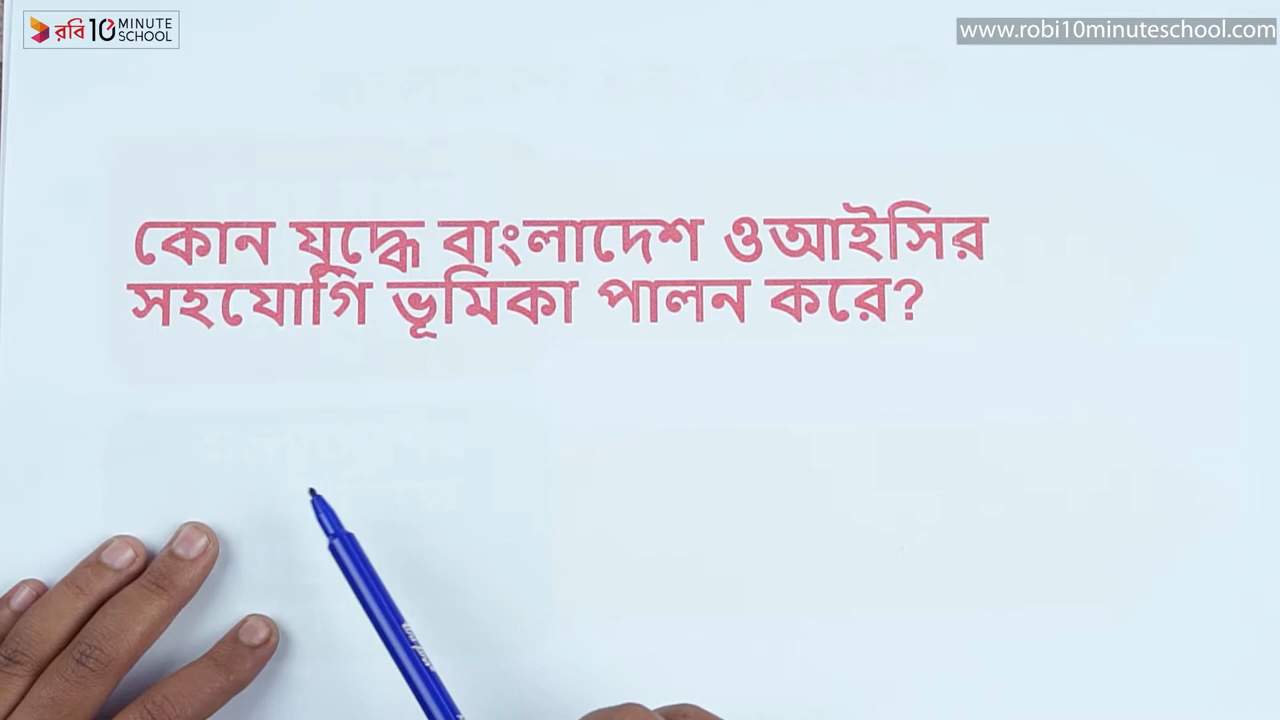 রবি 10 MINUTE SCHOOL
www.robi10minuteschool.com
কোন যুদ্ধে বাংলাদেশ ওআইসির
সহযোগি ভূমিকা পালন করে?